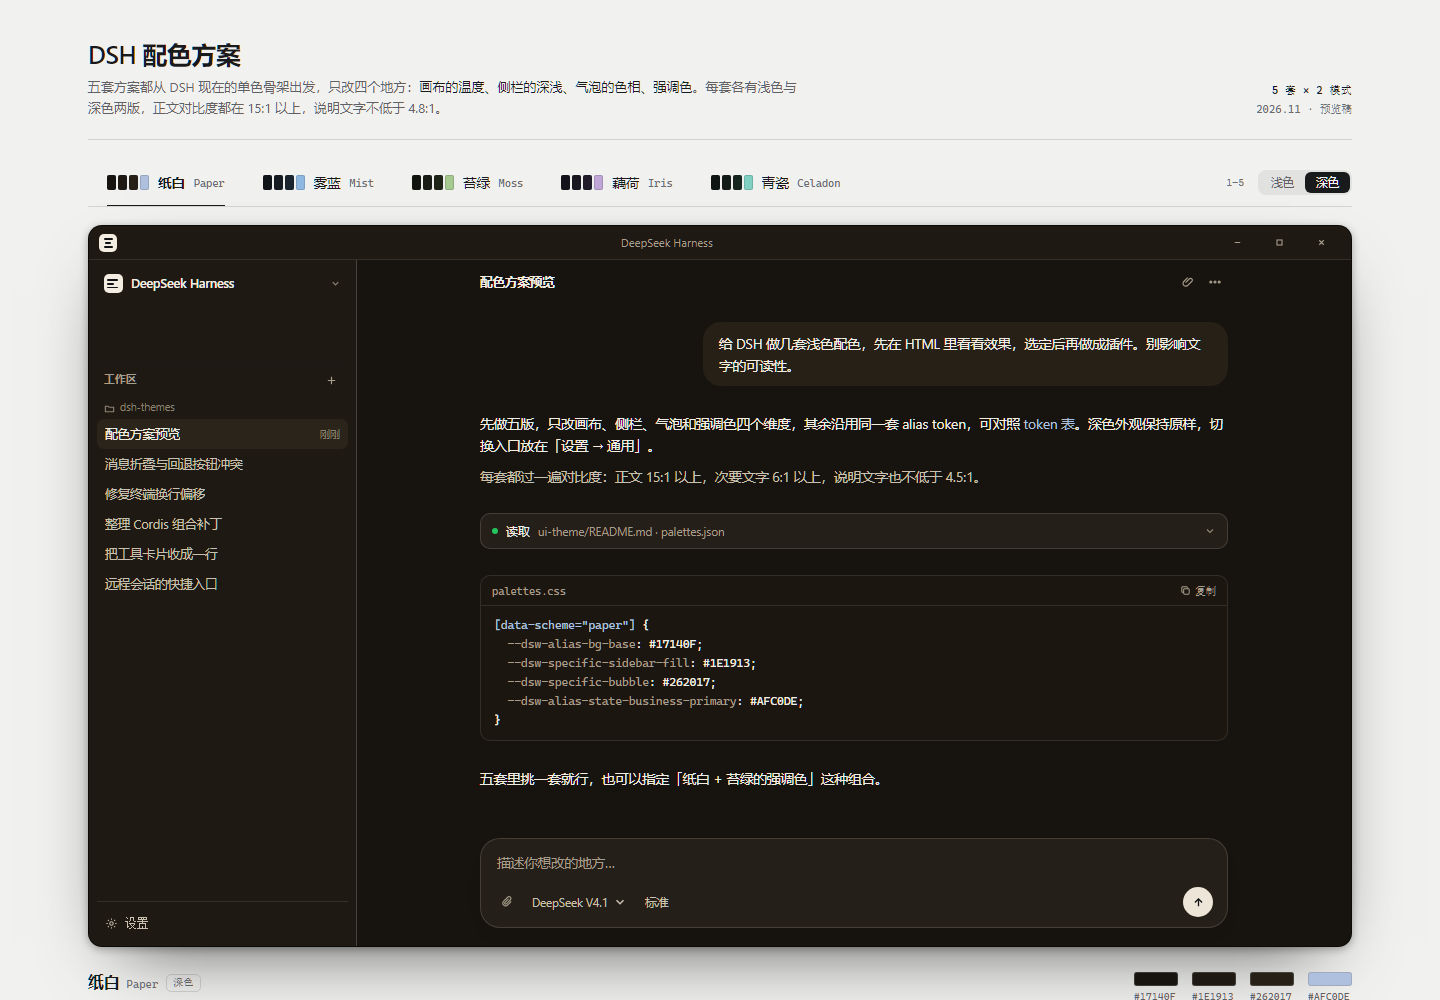 DSH 配色方案
五套方案都从 DSH 现在的单色骨架出发，只改四个地方：画布的温度、侧栏的深浅、气泡的色相、强调色。每套各有浅色与
深色两版，正文对比度都在 15:1 以上，说明文字不低于 4.8:1。
5 套 × 2 模式
2026.11 · 预览稿
纸白 Paper
雾蓝 Mist
苔绿 Moss
藕荷 Iris
青瓷 Celadon
1–5
浅色
深色
DeepSeek Harness
DeepSeek Harness
工作区
dsh-themes
配色方案预览 刚刚
消息折叠与回退按钮冲突
修复终端换行偏移
整理 Cordis 组合补丁
把工具卡片收成一行
远程会话的快捷入口
设置
配色方案预览
给 DSH 做几套浅色配色，先在 HTML 里看看效果，选定后再做成插件。别影响文
字的可读性。
先做五版，只改画布、侧栏、气泡和强调色四个维度，其余沿用同一套 alias token，可对照 token 表。深色外观保持原样，切
换入口放在「设置 → 通用」。
每套都过一遍对比度：正文 15:1 以上，次要文字 6:1 以上，说明文字也不低于 4.5:1。
读取 ui-theme/README.md · palettes.json
palettes.css
复制
[data-scheme="paper"] {
--dsw-alias-bg-base: #17140F;
--dsw-specific-sidebar-fill: #1E1913;
--dsw-specific-bubble: #262017;
--dsw-alias-state-business-primary: #AFC0DE;
}
五套里挑一套就行，也可以指定「纸白 + 苔绿的强调色」这种组合。
描述你想改的地方…
DeepSeek V4.1
标准
纸白 Paper 深色
#17140F #1E1913 #262017 #AFC0DE